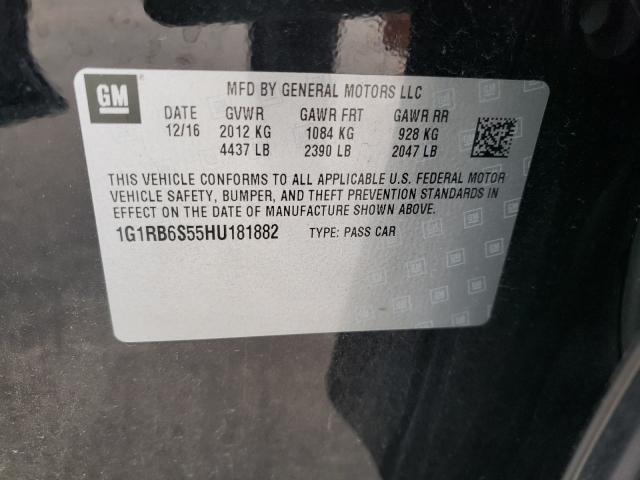 GM
MFD BY GENERAL MOTORS LLC
DATE GVWR GAWR FRT GAWR RR
12/16 2012 KG 1084 KG 928 KG
4437 LB 2390 LB 2047 LB
THIS VEHICLE CONFORMS TO ALL APPLICABLE U.S. FEDERAL MOTOR
VEHICLE SAFETY, BUMPER, AND THEFT PREVENTION STANDARDS IN
EFFECT ON THE DATE OF MANUFACTURE SHOWN ABOVE.
1G1RB6S55HU181882 TYPE: PASS CAR